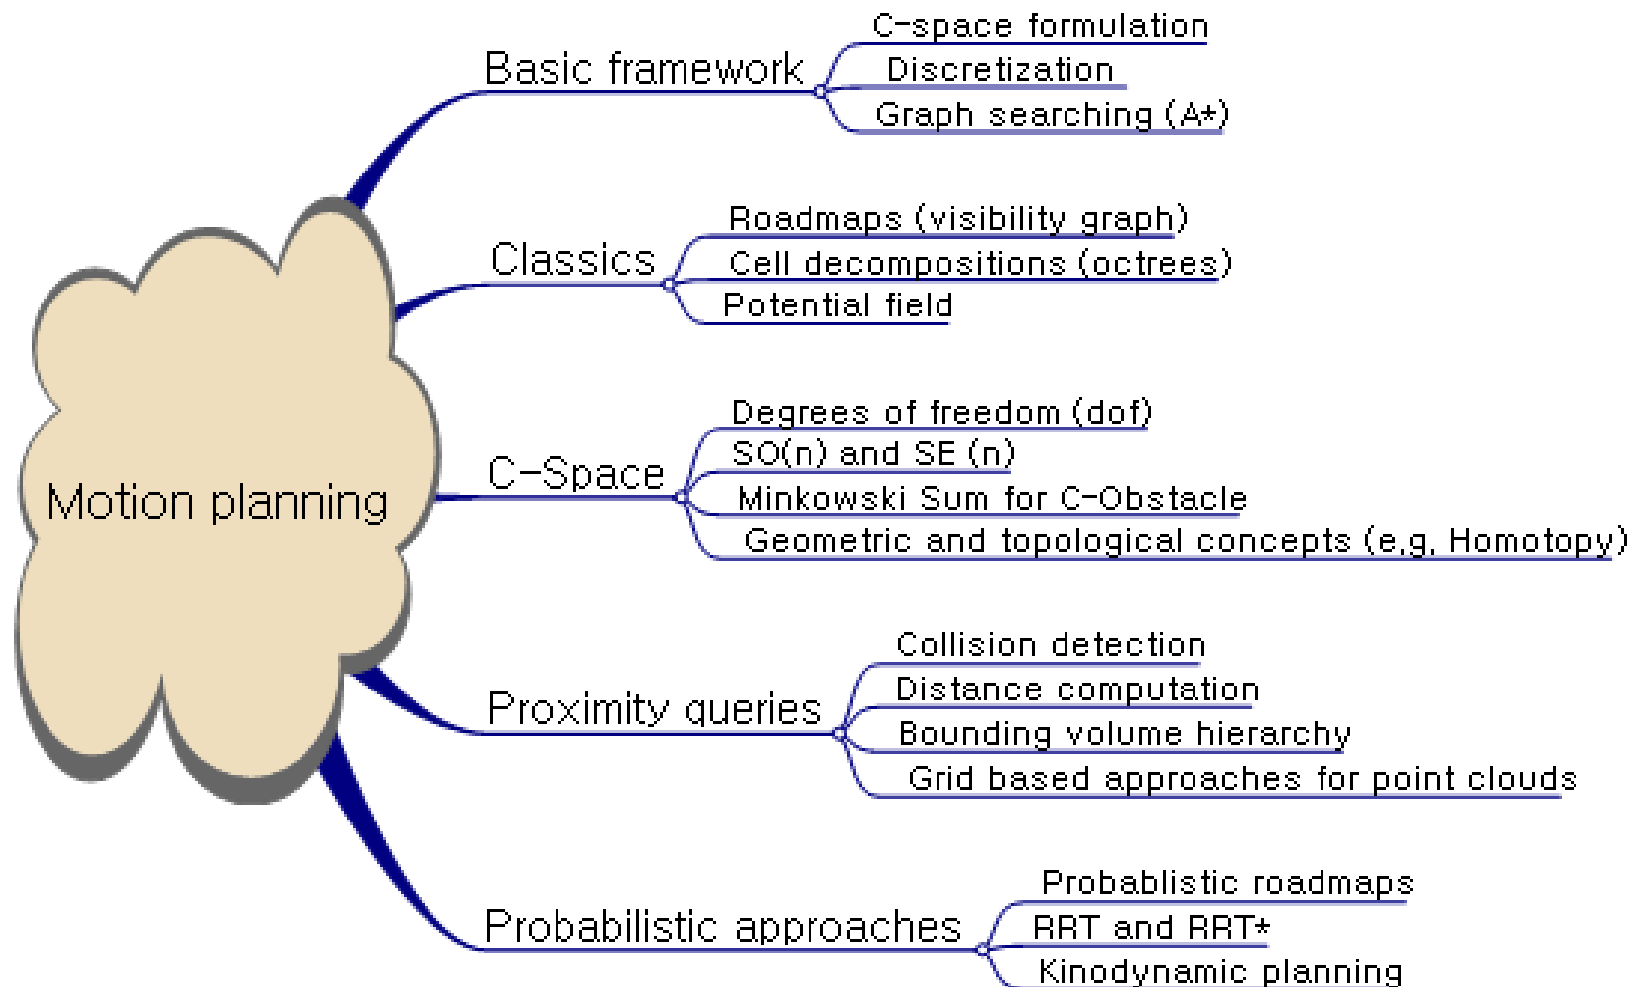 Motion planning
Basic framework
C-space formulation
Discretization
Graph searching (A*)
Classics
Roadmaps (visibility graph)
Cell decompositions (octrees)
Potential field
C-Space
Degrees of freedom (dof)
SO(n) and SE (n)
Minkowski Sum for C-Obstacle
Geometric and topological concepts (e.g. Homotopy)
Proximity queries
Collision detection
Distance computation
Bounding volume hierarchy
Grid based approaches for point clouds
Probabilistic approaches
Probablistic roadmaps
RRT and RRT*
Kinodynamic planning